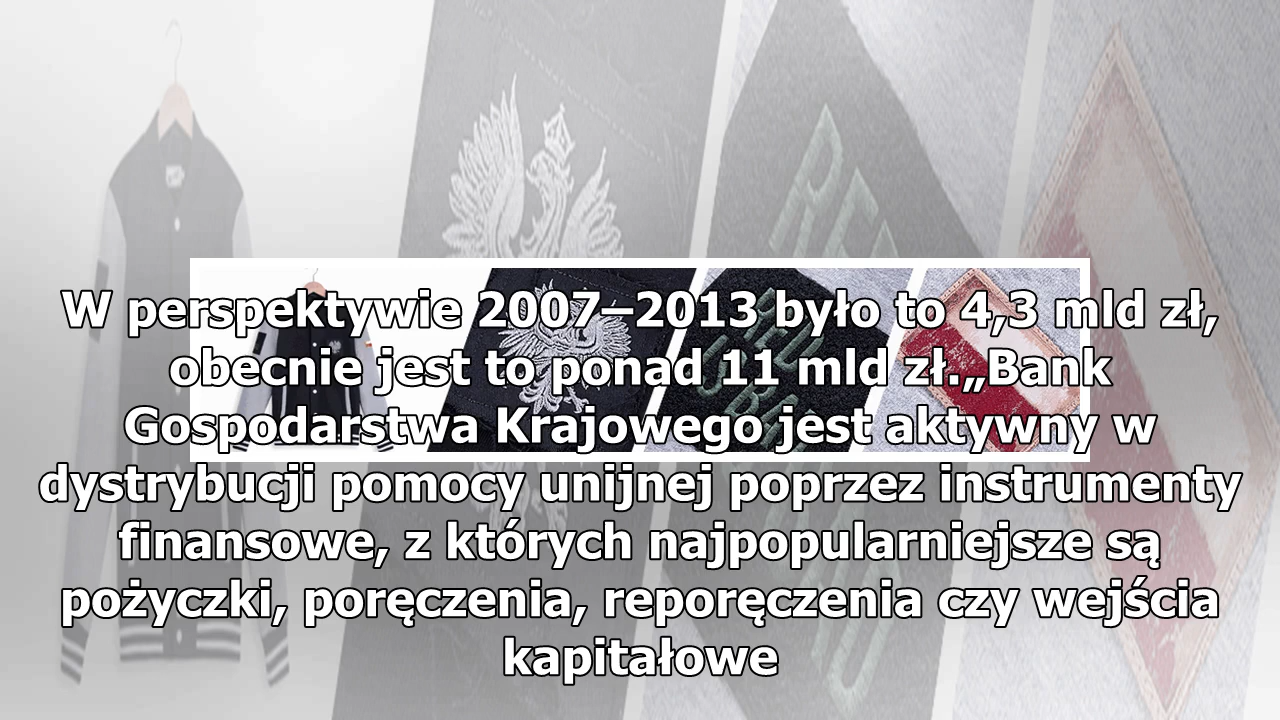 W perspektywie 2007–2013 było to 4,3 mld zł,
obecnie jest to ponad 11 mld zł.„Bank
Gospodarstwa Krajowego jest aktywny w
dystrybucji pomocy unijnej poprzez instrumenty
finansowe, z których najpopularniejsze są
pożyczki, poręczenia, reporęczenia czy wejścia
kapitałowe